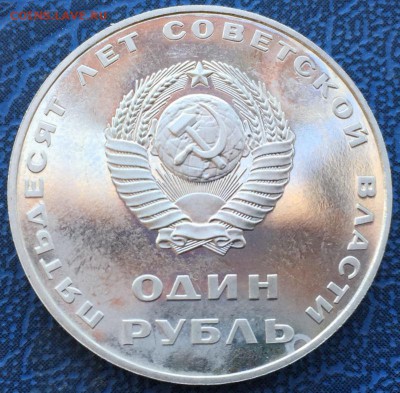 ПЯТЬДЕСЯТ ЛЕТ СОВЕТСКОЙ ВЛАСТИ
ОДИН
РУБЛЬ